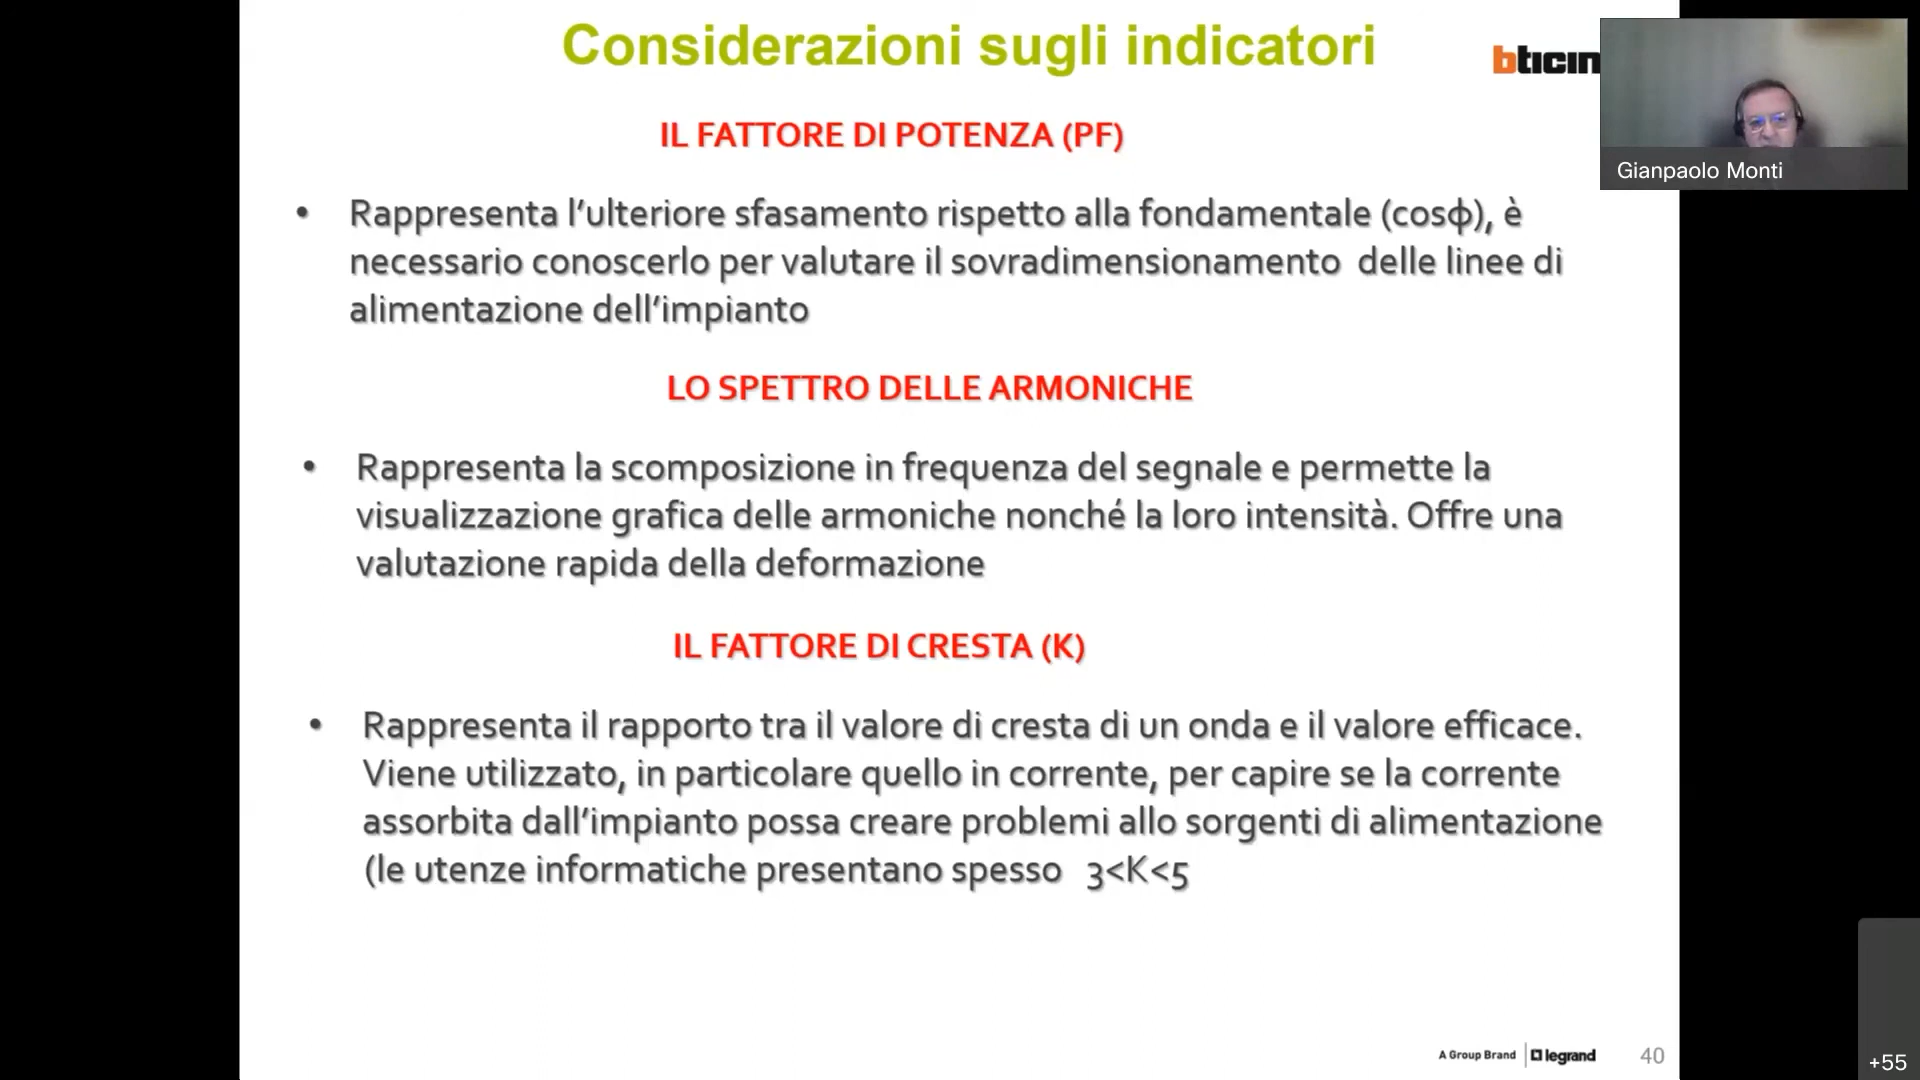 Considerazioni sugli indicatori
bticin
Gianpaolo Monti
IL FATTORE DI POTENZA (PF)
• Rappresenta l’ulteriore sfasamento rispetto alla fondamentale (cosϕ), è
necessario conoscerlo per valutare il sovradimensionamento delle linee di
alimentazione dell’impianto
LO SPETTRO DELLE ARMONICHE
• Rappresenta la scomposizione in frequenza del segnale e permette la
visualizzazione grafica delle armoniche nonché la loro intensità. Offre una
valutazione rapida della deformazione
IL FATTORE DI CRESTA (K)
• Rappresenta il rapporto tra il valore di cresta di un onda e il valore efficace.
Viene utilizzato, in particolare quello in corrente, per capire se la corrente
assorbita dall’impianto possa creare problemi allo sorgenti di alimentazione
(le utenze informatiche presentano spesso 3<K<5
A Group Brand legrand 40
+55